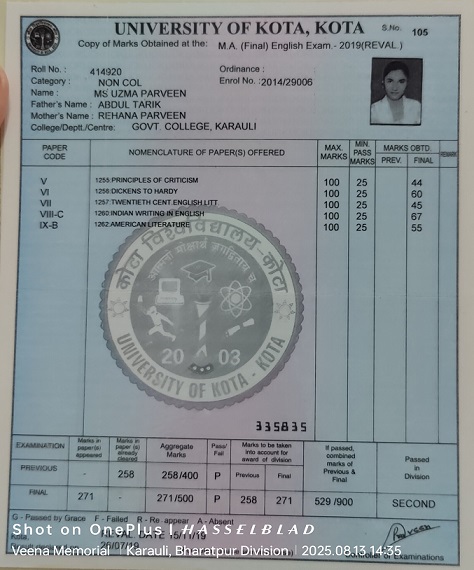 UNIVERSITY OF KOTA, KOTA S.No. 105
Copy of Marks Obtained at the: M.A. (Final) English Exam.- 2019(REVAL.)
Roll No. : 414920 Ordinance :
Category : NON COL Enrol No. : 2014/29006
Name : MS UZMA PARVEEN
Father's Name : ABDUL TARIK
Mother's Name : REHANA PARVEEN
College/Deptt./Centre: GOVT. COLLEGE, KARAULI
PAPER CODE NOMENCLATURE OF PAPER(S) OFFERED MAX. MARKS MIN. PASS MARKS MARKS OBTD. PREV. FINAL
V 1255:PRINCIPLES OF CRITICISM 100 25 44
VI 1256:DICKENS TO HARDY 100 25 60
VII 1257:TWENTIETH CENT.ENGLISH LITT 100 25 45
VIII-C 1260:INDIAN WRITING IN ENGLISH 100 25 67
IX-B 1262:AMERICAN LITERATURE 100 25 55
कोटा विश्वविद्यालय-कोटा
2003
UNIVERSITY OF KOTA - KOTA
335835
EXAMINATION Marks in paper(s) appeared Marks in paper (s) already cleared Aggregate Marks Pass/ Fail Marks to be taken into account for award of division If passed, combined marks of Previous & Final Passed in Division
PREVIOUS - 258 258/400 P Previous Final
FINAL 271 - 271/500 P 258 271 529 /900 SECOND
G - Passed by Grace F - Failed R - Re appear A - Absent
Shot on OnePlus | HASSELBLAD
Kota. REVAL DATE 15/11/19
Veena Memorial Karauli, Bharatpur Division 2025.08.13 14:35
26/07/19 Controller of Examinations